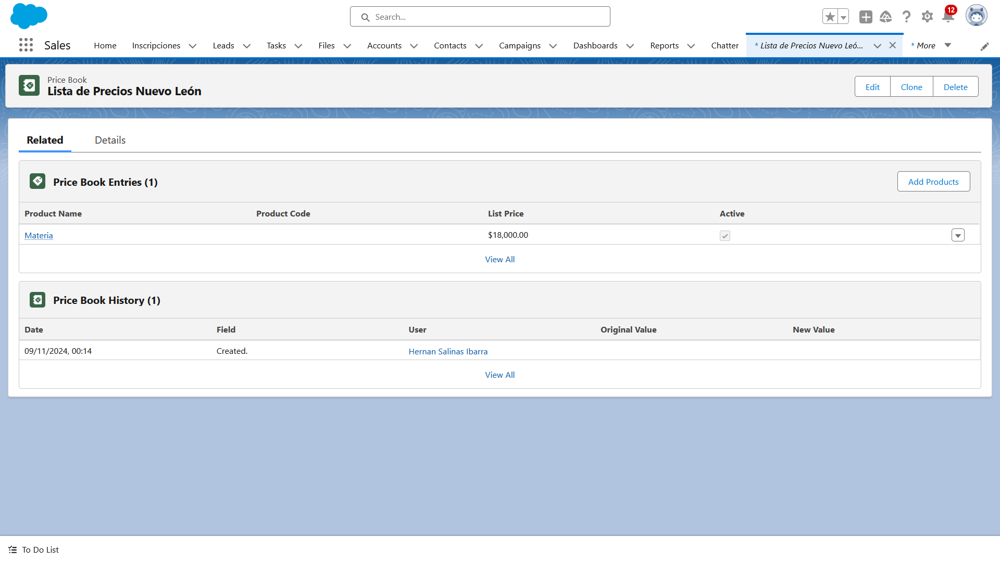 Search...
12
Sales
Home
Inscripciones
Leads
Tasks
Files
Accounts
Contacts
Campaigns
Dashboards
Reports
Chatter
* Lista de Precios Nuevo Leó...
* More
Price Book
Lista de Precios Nuevo León
Edit
Clone
Delete
Related
Details
Price Book Entries (1)
Add Products
Product Name
Product Code
List Price
Active
Materia
$18,000.00
View All
Price Book History (1)
Date
Field
User
Original Value
New Value
09/11/2024, 00:14
Created.
Hernan Salinas Ibarra
View All
To Do List